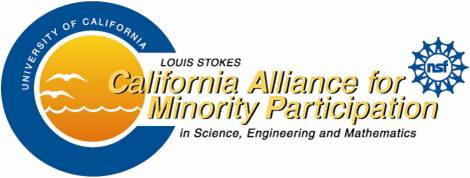 UNIVERSITY OF CALIFORNIA
LOUIS STOKES
California Alliance for
Minority Participation
in Science, Engineering and Mathematics
nsf